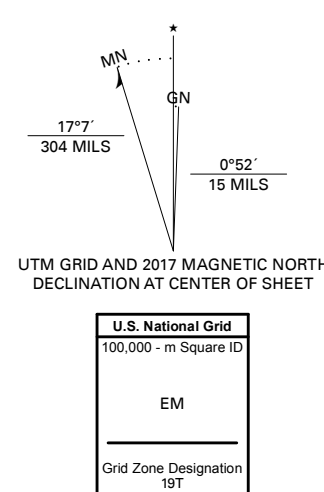 ★
MN
GN
17°7´
304 MILS
0°52´
15 MILS
UTM GRID AND 2017 MAGNETIC NORTH
DECLINATION AT CENTER OF SHEET
U.S. National Grid
100,000 - m Square ID
EM
Grid Zone Designation
19T